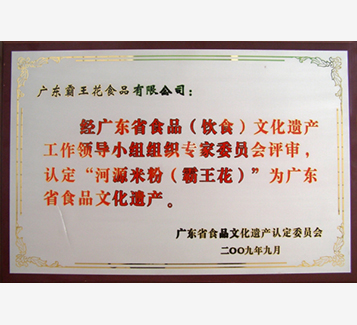 广东霸王花食品有限公司：
经广东省食品（饮食）文化遗产
工作领导小组组织专家委员会评审，
认定“河源米粉（霸王花）”为广东
省食品文化遗产。
广东省食品文化遗产认定委员会
二〇〇九年九月